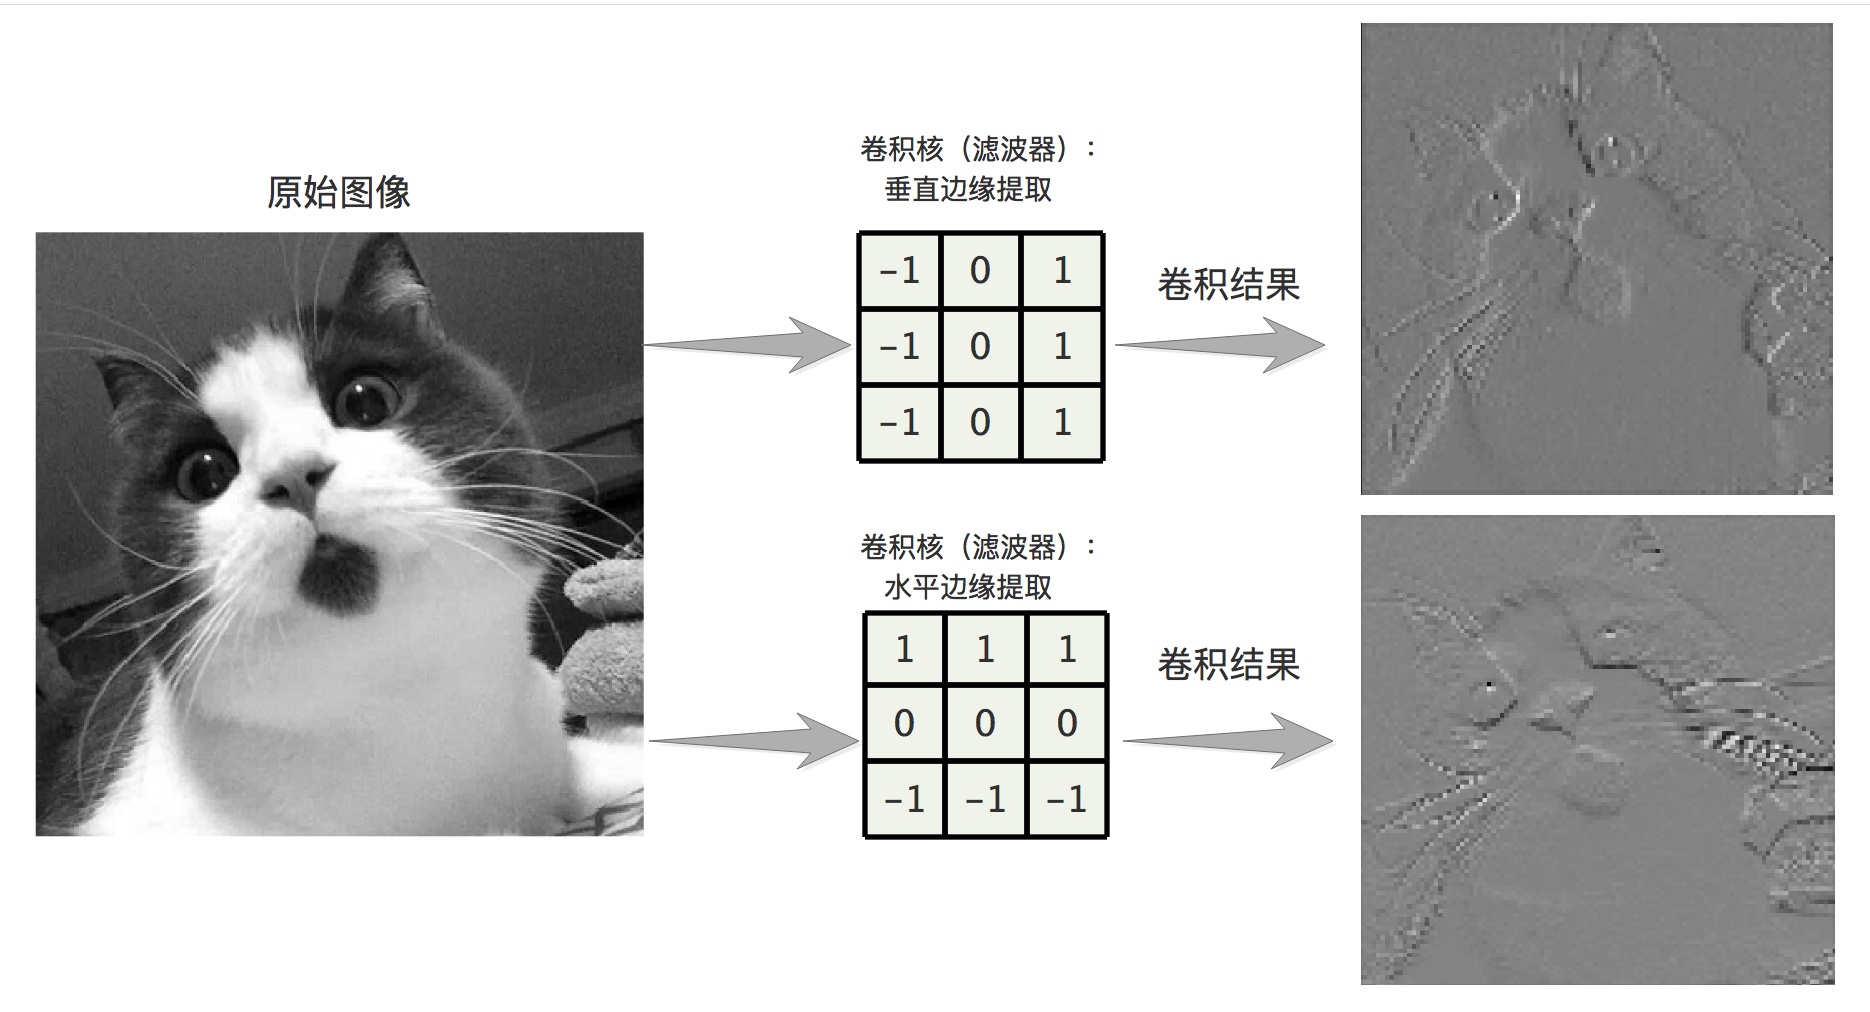 原始图像
卷积核（滤波器）：
垂直边缘提取
-1 0 1
-1 0 1
-1 0 1
卷积结果
卷积核（滤波器）：
水平边缘提取
1 1 1
0 0 0
-1 -1 -1
卷积结果